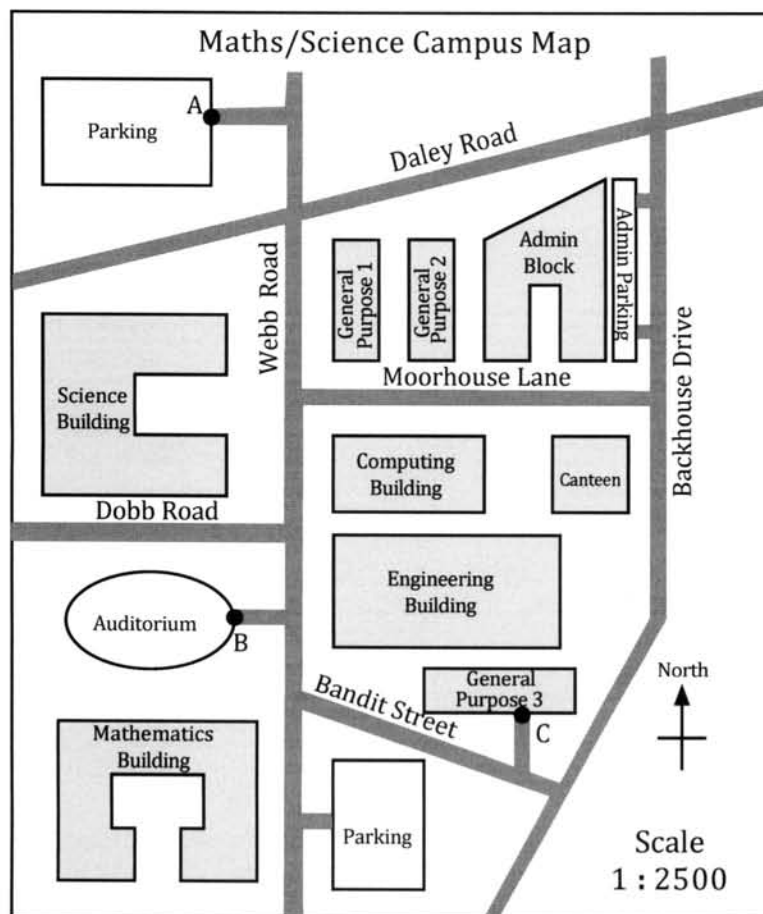 Maths/Science Campus Map
A
Parking
Daley Road
Webb Road
General
Purpose 1
General
Purpose 2
Admin
Block
Admin Parking
Backhouse Drive
Moorhouse Lane
Science
Building
Computing
Building
Canteen
Dobb Road
Engineering
Building
Auditorium
B
General
Purpose 3
North
Bandit Street
C
Mathematics
Building
Parking
Scale
1 : 2500